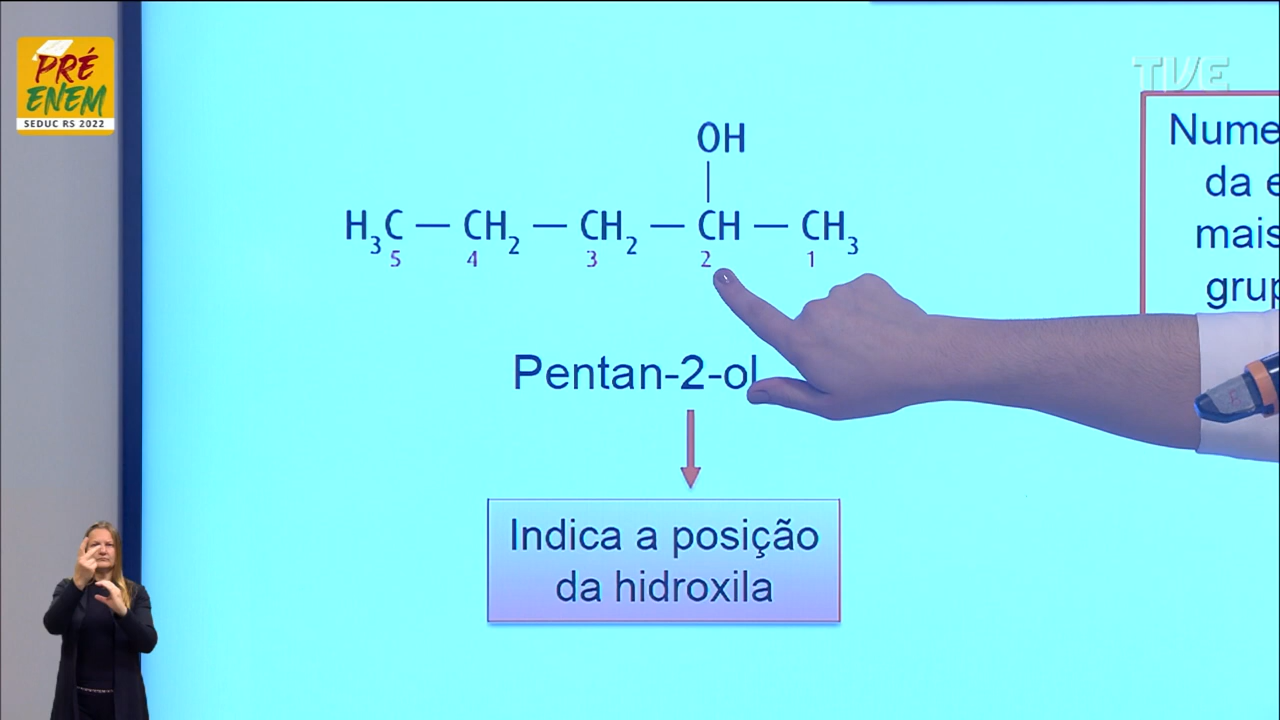 PRÉ
ENEM
SEDUC RS 2022
TVE
OH
H₃C — CH₂ — CH₂ — CH — CH₃
5 4 3 2 1
Pentan-2-ol
Indica a posição
da hidroxila
Nume
da e
mais
grup